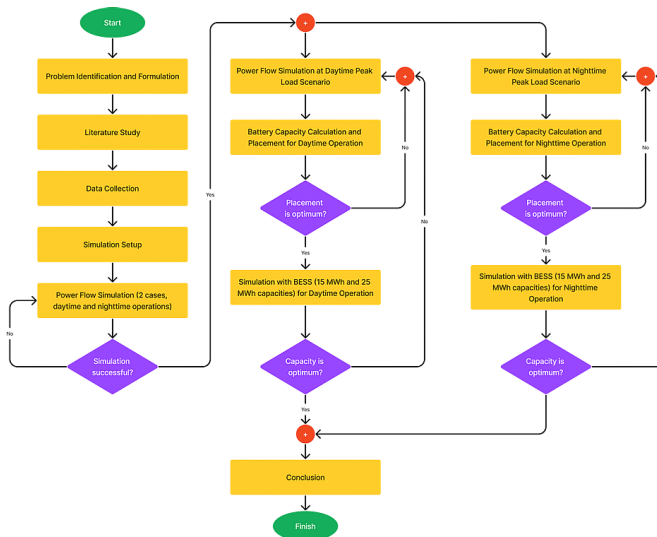 Start
Problem Identification and Formulation
Literature Study
Data Collection
Simulation Setup
Power Flow Simulation (2 cases,
daytime and nighttime operations)
No
Simulation
successful?
Yes
+
Power Flow Simulation at Daytime Peak
Load Scenario
+
Battery Capacity Calculation and
Placement for Daytime Operation
No
Placement
is optimum?
No
Yes
Simulation with BESS (15 MWh and 25
MWh capacities) for Daytime Operation
Capacity is
optimum?
Yes
+
Conclusion
Finish
Power Flow Simulation at Nighttime
Peak Load Scenario
+
Battery Capacity Calculation and
Placement for Nighttime Operation
No
Placement
is optimum?
Yes
Simulation with BESS (15 MWh and 25
MWh capacities) for Nighttime
Operation
Capacity is
optimum?